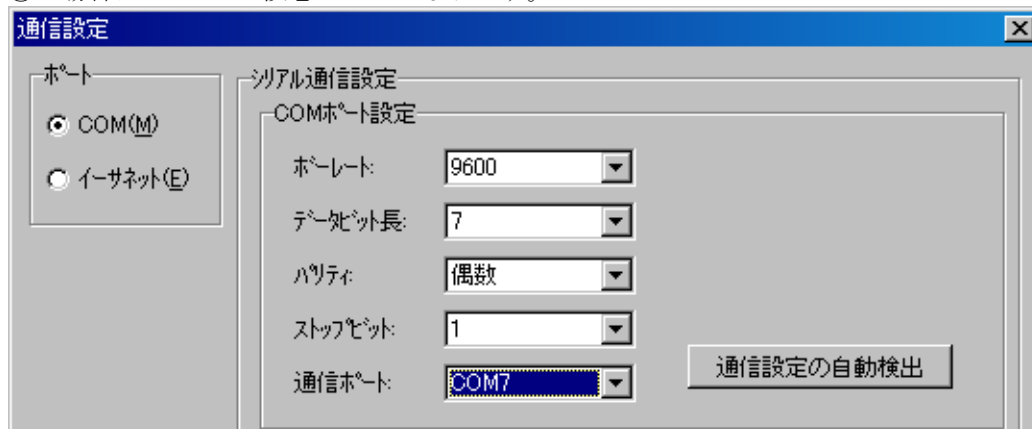 通信設定
ポート
COM(M)
イーサネット(E)
シリアル通信設定
COMポート設定
ボーレート:
9600
データビット長:
7
パリティ:
偶数
ストップビット:
1
通信ポート:
COM7
通信設定の自動検出